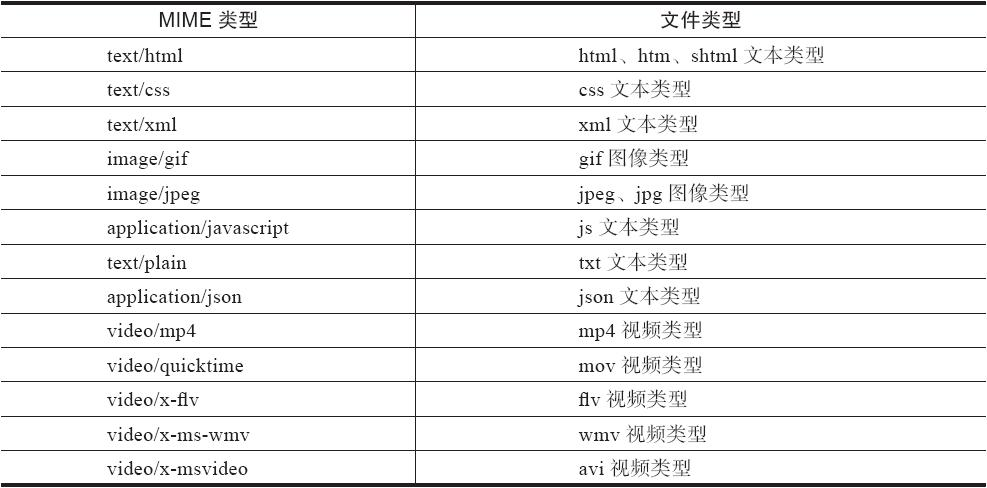 MIME 类型 文件类型
text/html html、htm、shtml 文本类型
text/css css 文本类型
text/xml xml 文本类型
image/gif gif 图像类型
image/jpeg jpeg、jpg 图像类型
application/javascript js 文本类型
text/plain txt 文本类型
application/json json 文本类型
video/mp4 mp4 视频类型
video/quicktime mov 视频类型
video/x-flv flv 视频类型
video/x-ms-wmv wmv 视频类型
video/x-msvideo avi 视频类型